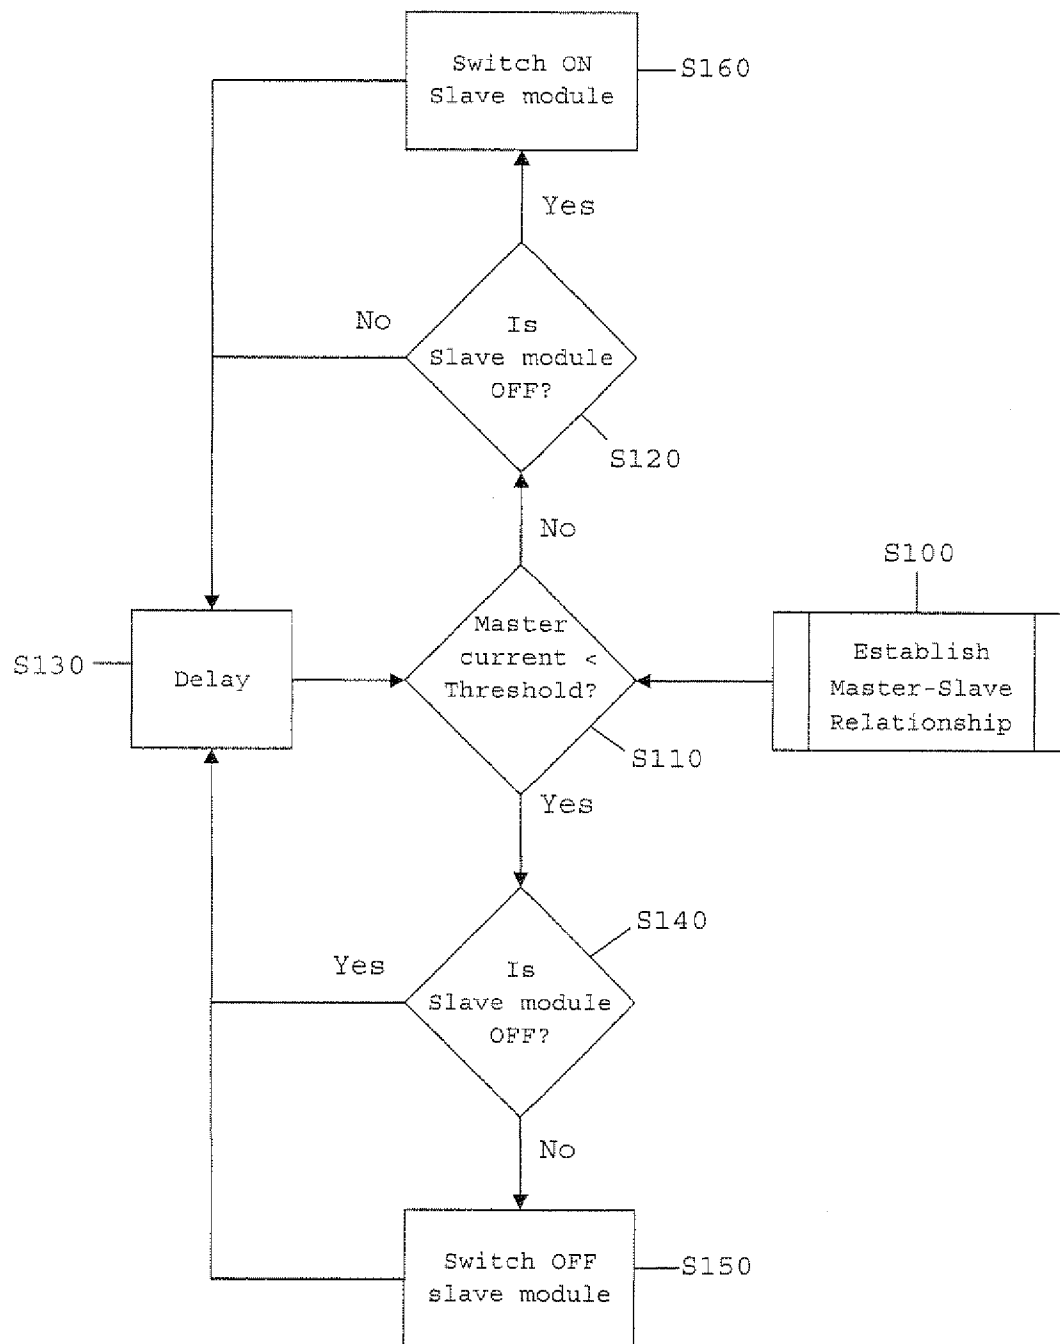 Switch ON
Slave module
S160
Yes
No
Is
Slave module
OFF?
S120
No
S100
Master
current <
Threshold?
Establish
Master-Slave
Relationship
S130
Delay
S110
Yes
S140
Yes
Is
Slave module
OFF?
No
Switch OFF
slave module
S150